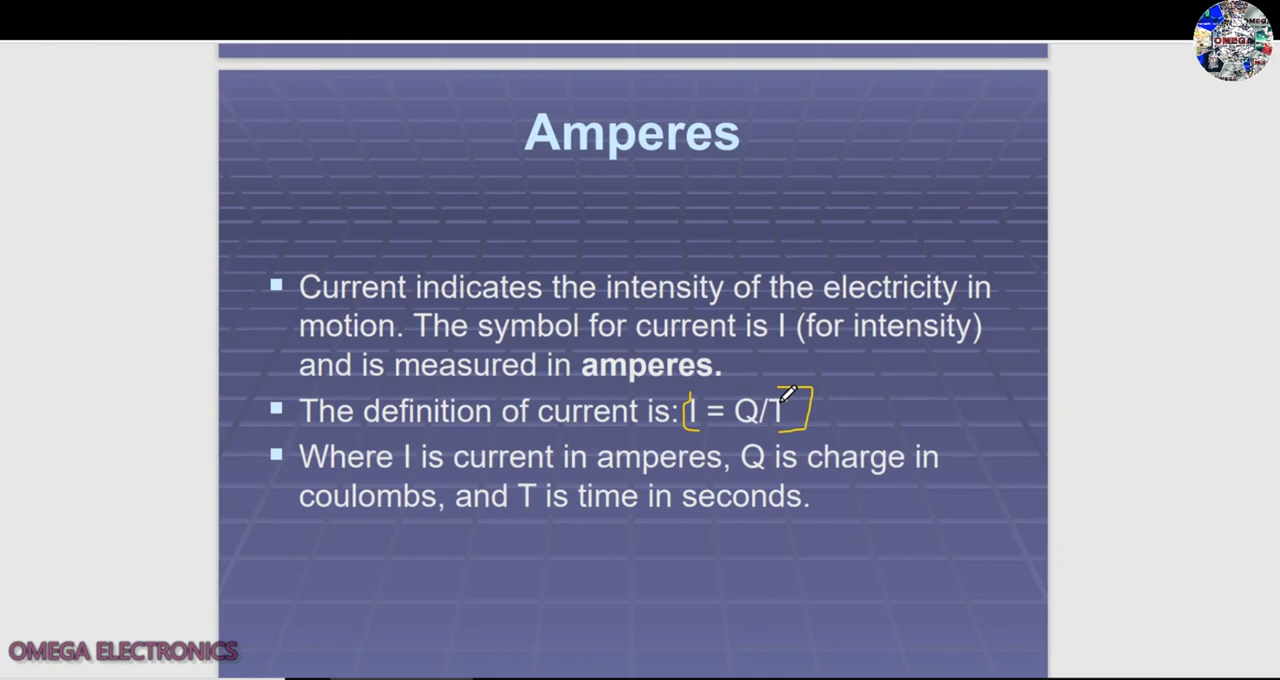 OMEGA
Amperes
Current indicates the intensity of the electricity in
motion. The symbol for current is I (for intensity)
and is measured in amperes.
The definition of current is: I = Q/T
Where I is current in amperes, Q is charge in
coulombs, and T is time in seconds.
OMEGA ELECTRONICS